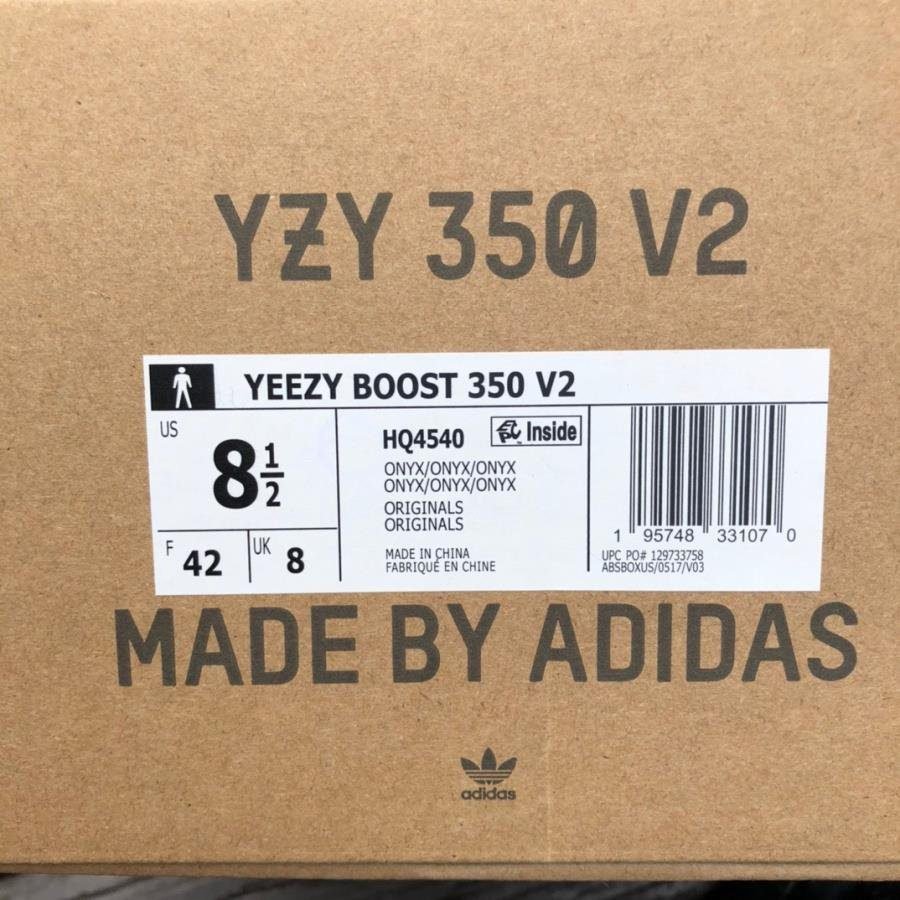 YZY 350 V2
YEEZY BOOST 350 V2
US
8 1/2
F
42
UK
8
HQ4540
Inside
ONYX/ONYX/ONYX
ONYX/ONYX/ONYX
ORIGINALS
ORIGINALS
MADE IN CHINA
FABRIQUÉ EN CHINE
1 95748 33107 0
UPC PO# 129733758
ABSBOXUS/0517/V03
MADE BY ADIDAS
adidas